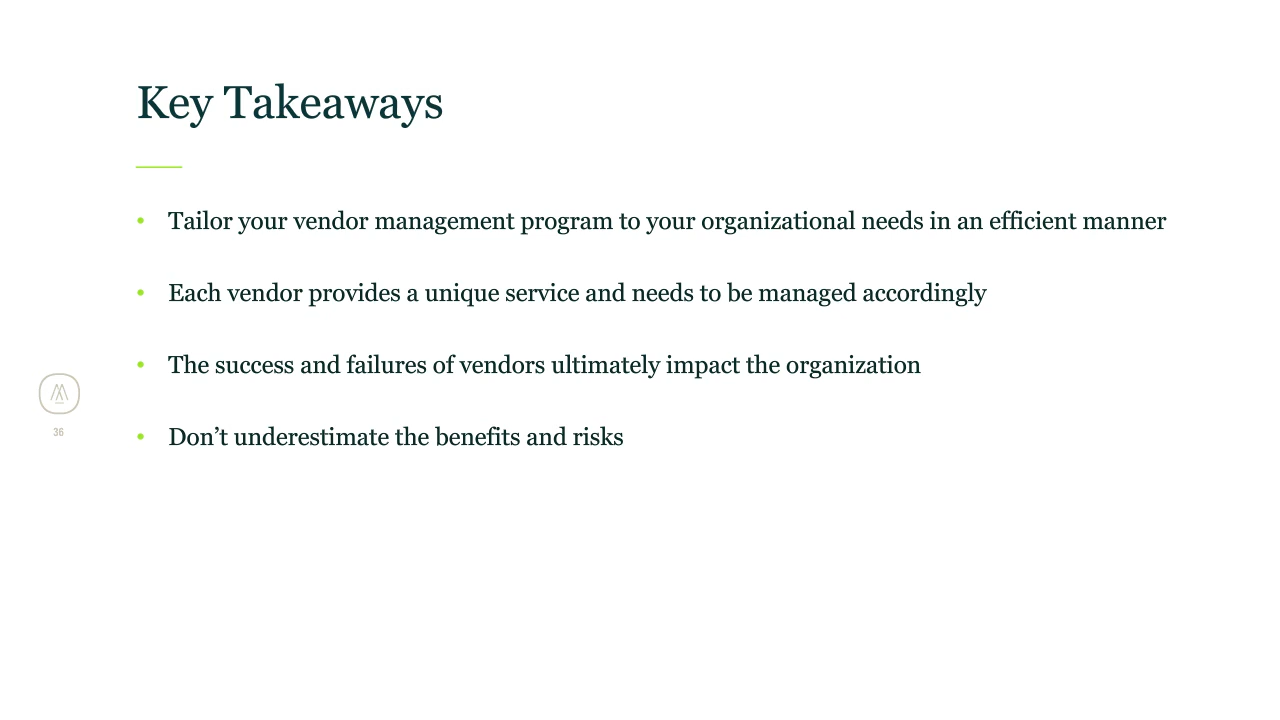 Key Takeaways
• Tailor your vendor management program to your organizational needs in an efficient manner
• Each vendor provides a unique service and needs to be managed accordingly
• The success and failures of vendors ultimately impact the organization
• Don’t underestimate the benefits and risks
36